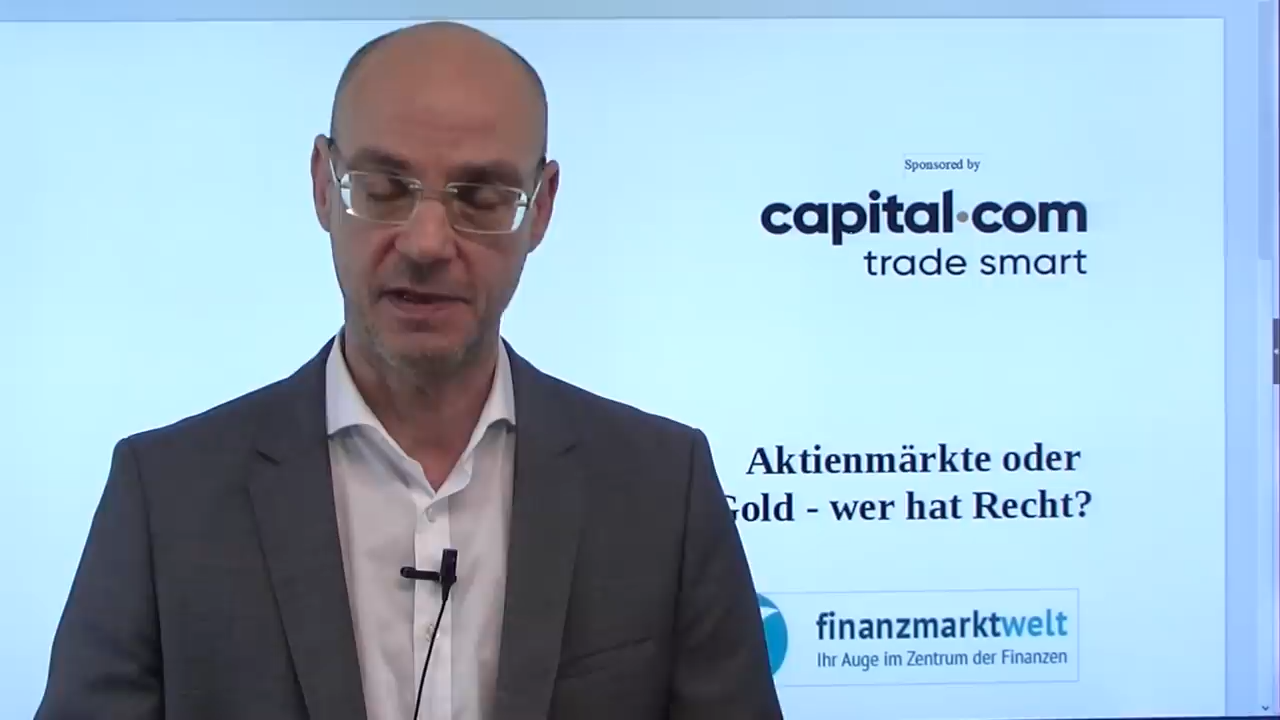 Sponsored by
capital·com
trade smart
Aktienmärkte oder
Gold - wer hat Recht?
finanzmarktwelt
Ihr Auge im Zentrum der Finanzen